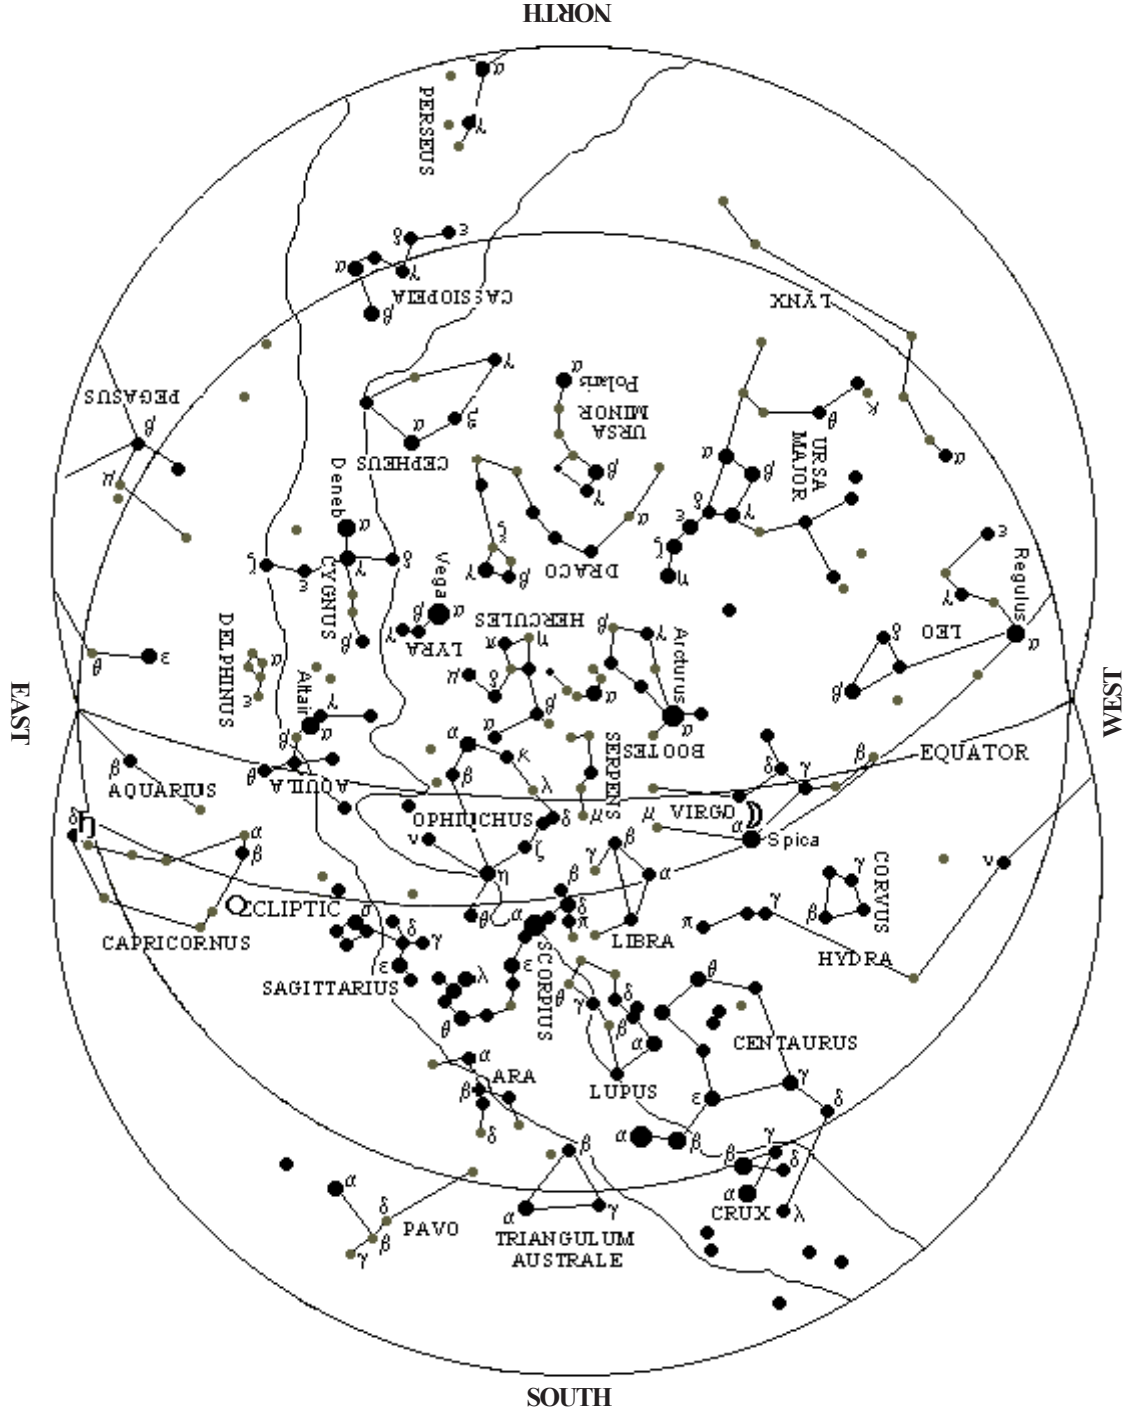 NORTH
α
PERSEUS
γ
δ
ε
α
γ
CASSIOPEIA
β
LYNX
PEGASUS
β
μ
γ
α
ζ
CEPHEUS
α
Polaris
URSA
MINOR
β
γ
κ
θ
URSA
MAJOR
α
β
α
δ
γ
ε
ζ
η
Deneb
α
ζ
ε
γ
δ
CYGNUS
β
ζ
α
γ
β
DRACO
Vega
α
β
γ
LYRA
HERCULES
π
η
δ
μ
β
α
β
γ
Arcturus
α
α
BOOTES
ε
Regulus
γ
α
LEO
δ
β
DELPHINUS
α
ε
θ
ε
EAST
WEST
Altair
γ
α
β
θ
AQUILA
β
AQUARIUS
α
κ
β
λ
OPHIUCHUS
δ
ν
ζ
η
θ
SERPENS
μ
EQUATOR
β
γ
δ
VIRGO
μ
α
Spica
β
γ
α
LIBRA
δ
α
β
ECLIPTIC
CAPRICORNUS
σ
δ
γ
ε
SAGITTARIUS
α
δ
π
ε
λ
θ
SCORPIUS
γ
β
CORVUS
ν
π
γ
HYDRA
θ
γ
δ
β
α
LUPUS
θ
CENTAURUS
γ
ε
δ
α
β
α
ARA
β
δ
β
α
γ
TRIANGULUM
AUSTRALE
γ
β
δ
α
CRUX
λ
α
δ
PAVO
β
γ
SOUTH